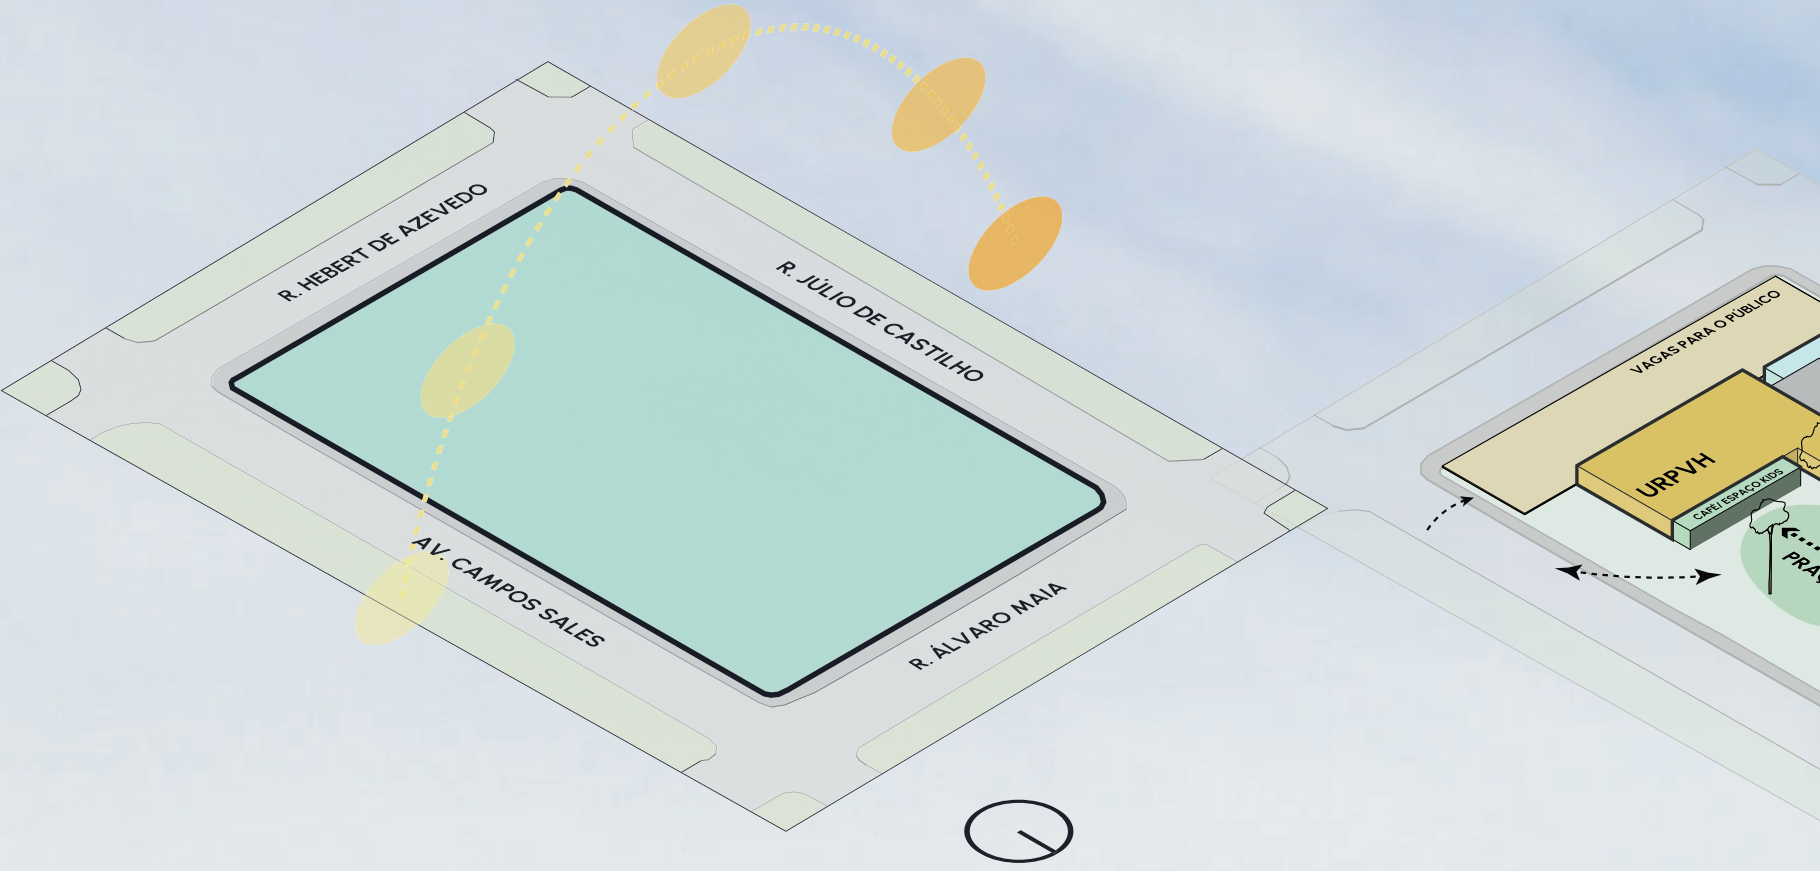 R. HEBERT DE AZEVEDO
R. JÚLIO DE CASTILHO
AV. CAMPOS SALES
R. ÁLVARO MAIA
VAGAS PARA O PÚBLICO
URPVH
CAFÉ/ ESPAÇO KIDS